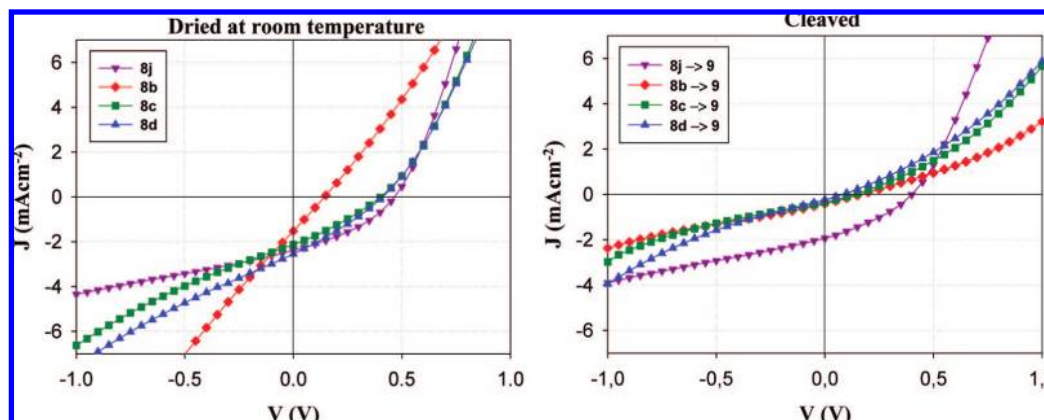 Dried at room temperature
6
4
2
0
-2
-4
-6
J (mAcm⁻²)
8j
8b
8c
8d
-1.0
-0.5
0.0
0.5
1.0
V (V)
Cleaved
6
4
2
0
-2
-4
-6
J (mAcm⁻²)
8j –> 9
8b –> 9
8c –> 9
8d –> 9
-1,0
-0,5
0,0
0,5
1,
V (V)